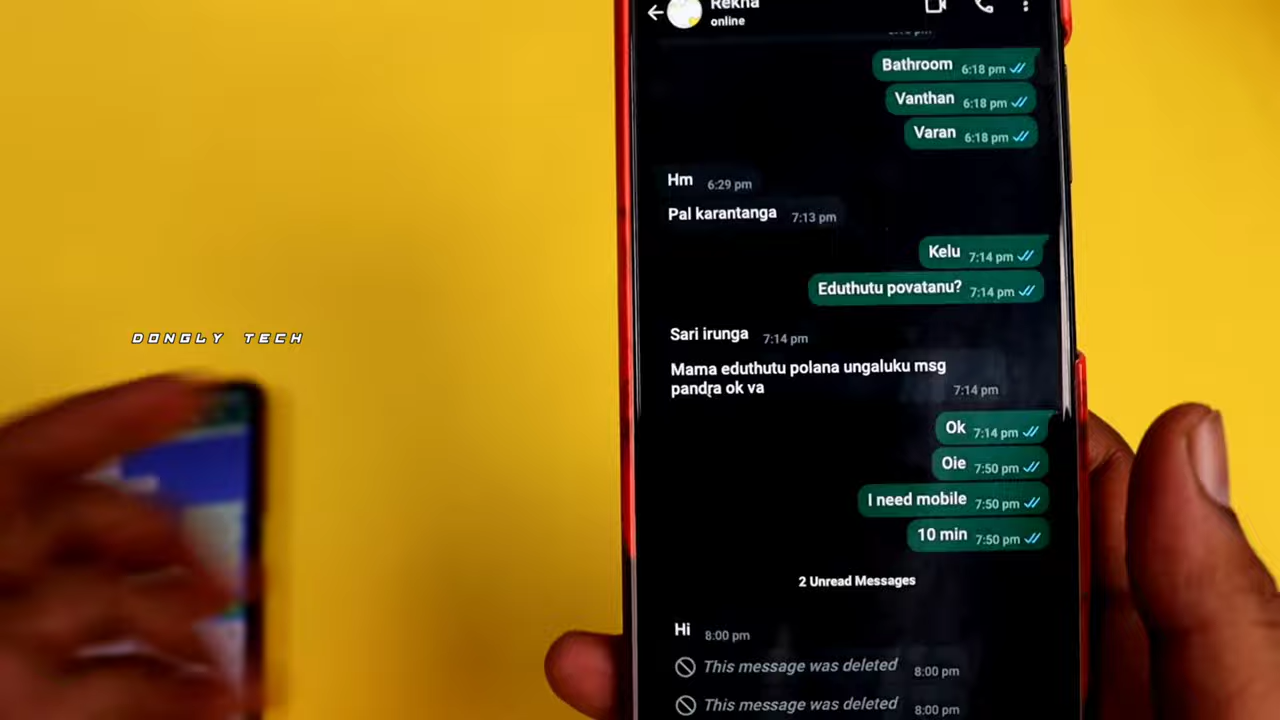 Rekha
online
Bathroom 6:18 pm
Vanthan 6:18 pm
Varan 6:18 pm
Hm 6:29 pm
Pal karantanga 7:13 pm
Kelu 7:14 pm
Eduthutu povatanu? 7:14 pm
DONGLY TECH
Sari irunga 7:14 pm
Mama eduthutu polana ungaluku msg
pandra ok va 7:14 pm
Ok 7:14 pm
Oie 7:50 pm
I need mobile 7:50 pm
10 min 7:50 pm
2 Unread Messages
Hi 8:00 pm
This message was deleted 8:00 pm
This message was deleted 8:00 pm